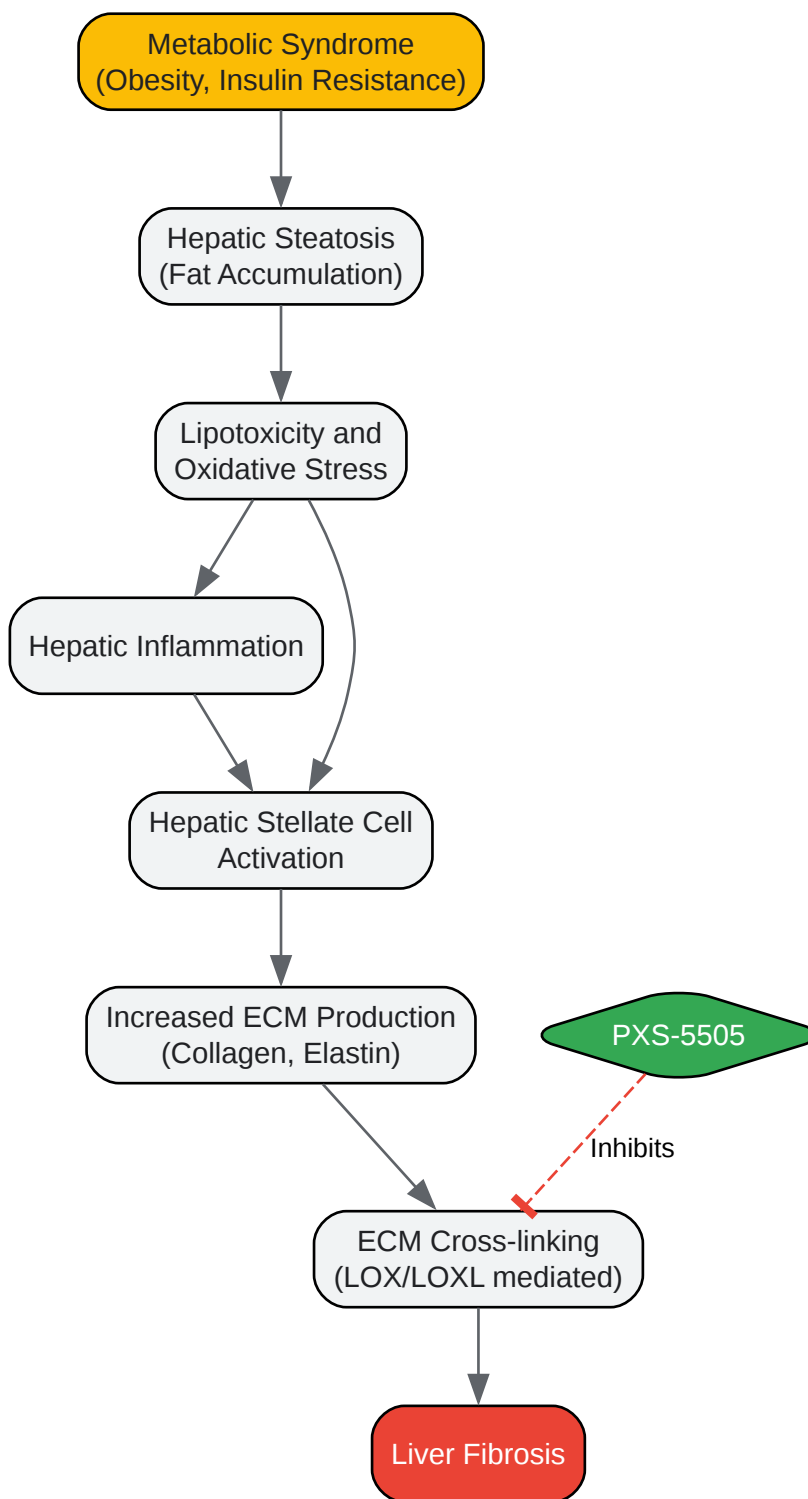 Metabolic Syndrome
(Obesity, Insulin Resistance)
Hepatic Steatosis
(Fat Accumulation)
Lipotoxicity and
Oxidative Stress
Hepatic Inflammation
Hepatic Stellate Cell
Activation
Increased ECM Production
(Collagen, Elastin)
PXS-5505
Inhibits
ECM Cross-linking
(LOX/LOXL mediated)
Liver Fibrosis